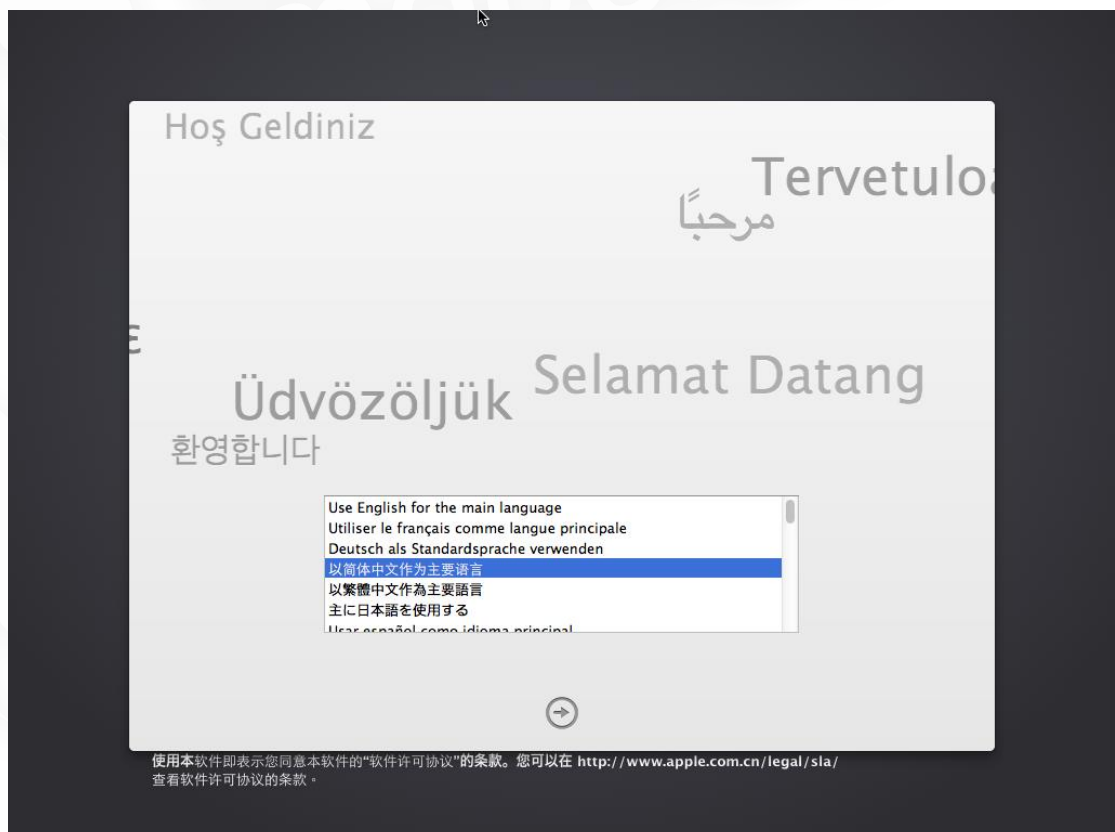 Hoş Geldiniz
Tervetuloa
مرحبًا
Selamat Datang
Üdvözöljük
환영합니다
Use English for the main language
Utiliser le français comme langue principale
Deutsch als Standardsprache verwenden
以简体中文作为主要语言
以繁體中文作為主要語言
主に日本語を使用する
Usar español como idioma principal
使用本软件即表示您同意本软件的“软件许可协议”的条款。您可以在 http://www.apple.com.cn/legal/sla/
查看软件许可协议的条款。